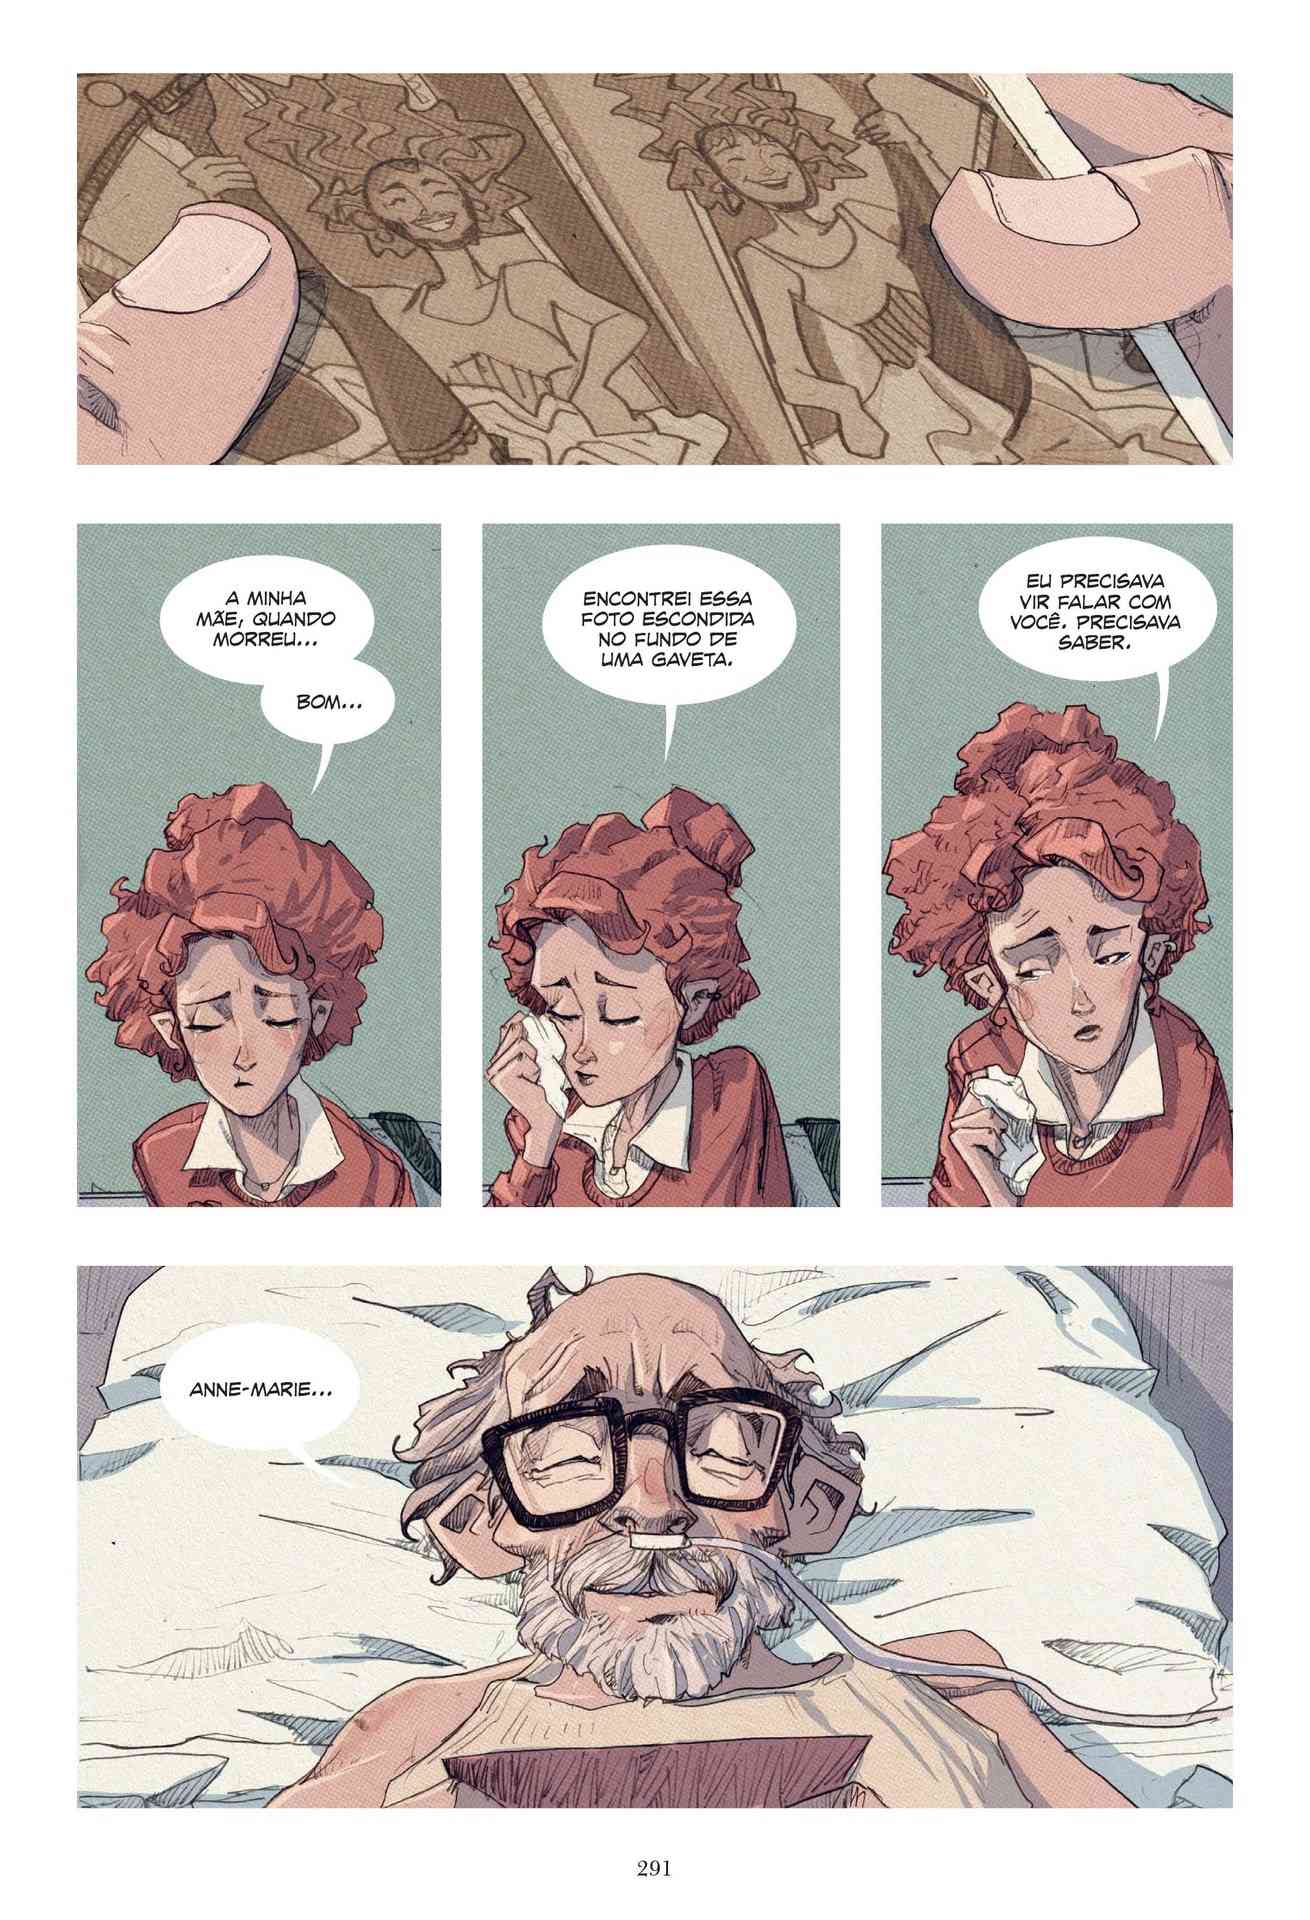 A MINHA
MÃE, QUANDO
MORREU...
BOM...
ENCONTREI ESSA
FOTO ESCONDIDA
NO FUNDO DE
UMA GAVETA.
EU PRECISAVA
VIR FALAR COM
VOCÊ. PRECISAVA
SABER.
ANNE-MARIE...
291